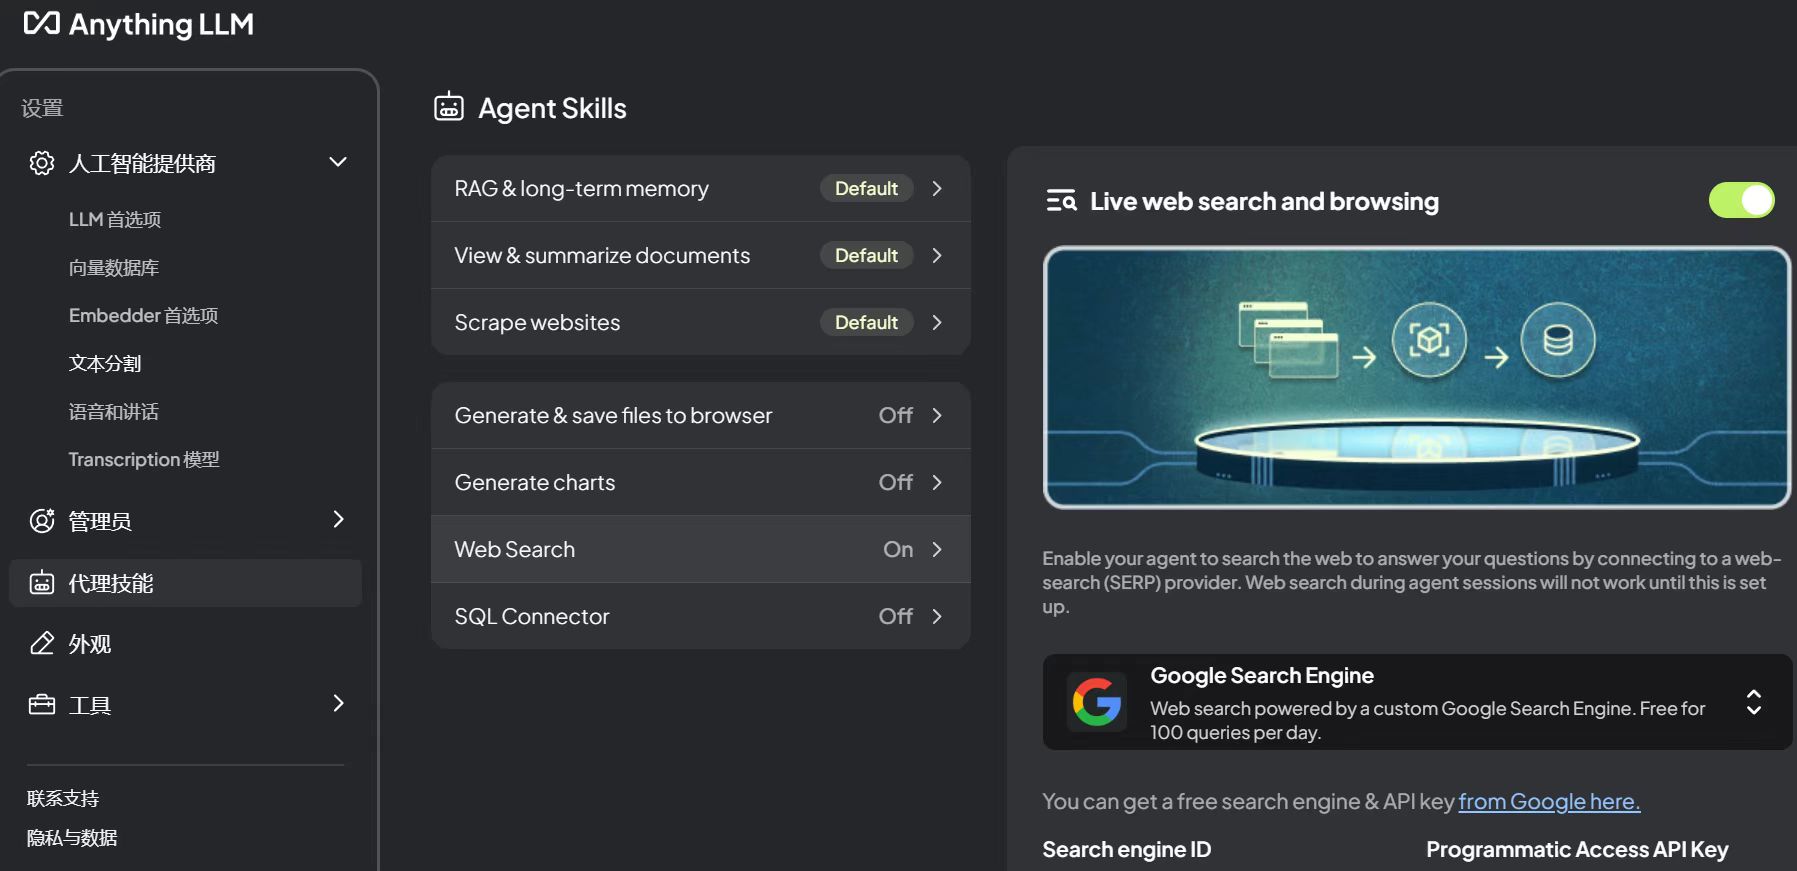 Anything LLM
设置
人工智能提供商
LLM 首选项
向量数据库
Embedder 首选项
文本分割
语音和讲话
Transcription 模型
管理员
代理技能
外观
工具
联系支持
隐私与数据
Agent Skills
RAG & long-term memory Default
View & summarize documents Default
Scrape websites Default
Generate & save files to browser Off
Generate charts Off
Web Search On
SQL Connector Off
Live web search and browsing
Enable your agent to search the web to answer your questions by connecting to a web-
search (SERP) provider. Web search during agent sessions will not work until this is set
up.
Google Search Engine
Web search powered by a custom Google Search Engine. Free for
100 queries per day.
You can get a free search engine & API key from Google here.
Search engine ID Programmatic Access API Key